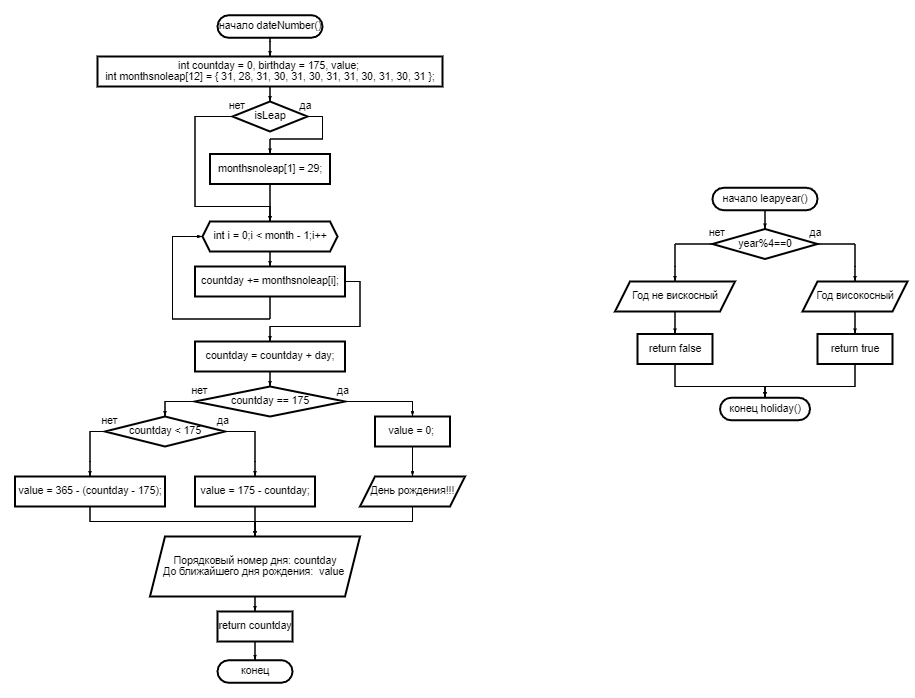 начало dateNumber()
int countday = 0, birthday = 175, value;
int monthsnoleap[12] = { 31, 28, 31, 30, 31, 30, 31, 31, 30, 31, 30, 31 };
нет
да
isLeap
monthsnoleap[1] = 29;
int i = 0;i < month - 1;i++
countday += monthsnoleap[i];
countday = countday + day;
нет
да
countday == 175
нет
да
countday < 175
value = 0;
value = 365 - (countday - 175);
value = 175 - countday;
День рождения!!!
Порядковый номер дня: countday
До ближайшего дня рождения: value
return countday
конец
начало leapyear()
нет
да
year%4==0
Год не вискосный
Год високосный
return false
return true
конец holiday()